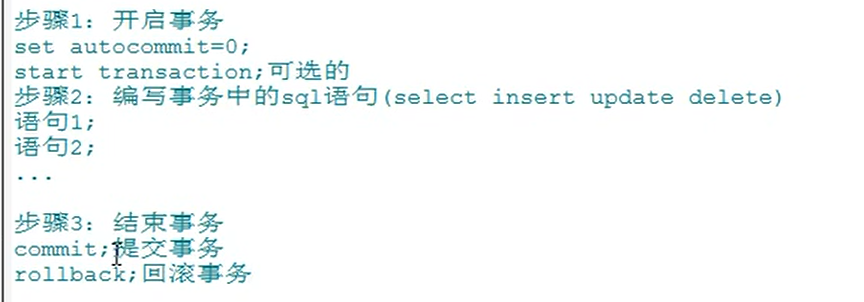 步骤1：开启事务
set autocommit=0;
start transaction;可选的
步骤2：编写事务中的sql语句(select insert update delete)
语句1;
语句2;
...
步骤3：结束事务
commit;提交事务
rollback;回滚事务